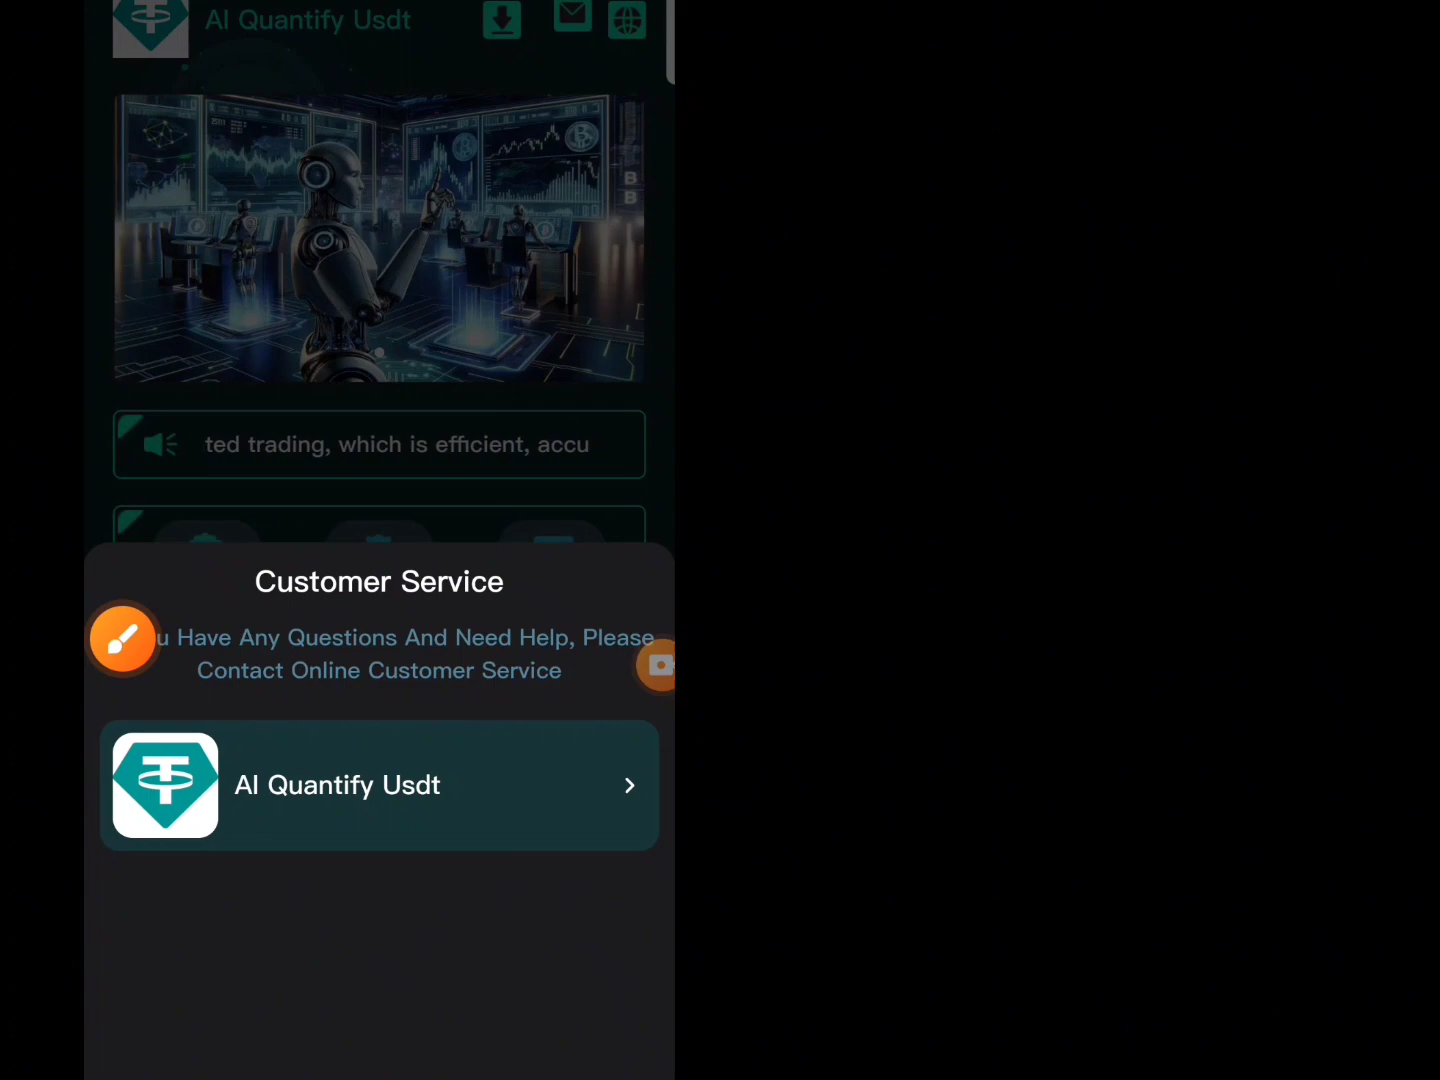 AI Quantify Usdt
B
B
ted trading, which is efficient, accu
Customer Service
u Have Any Questions And Need Help, Please
Contact Online Customer Service
AI Quantify Usdt